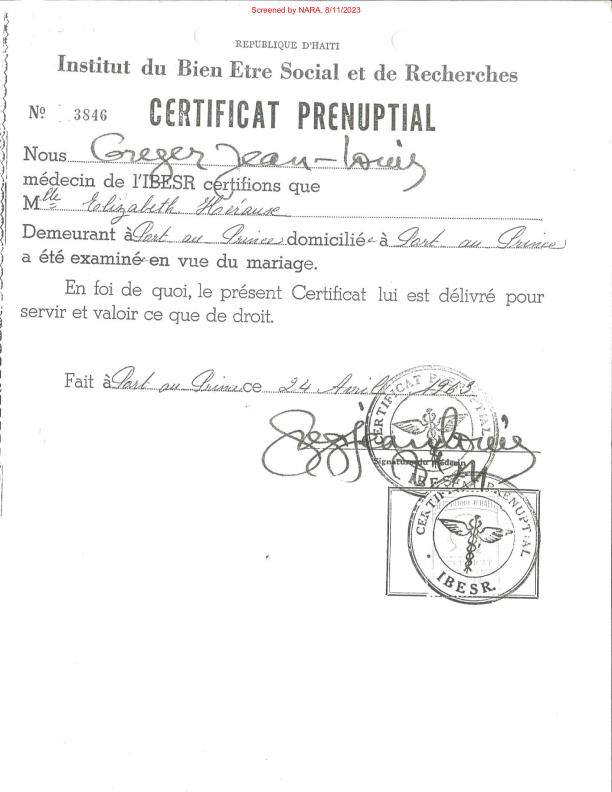 Screened by NARA, 8/11/2023
REPUBLIQUE D'HAITI
Institut du Bien Etre Social et de Recherches
Nº 3846 CERTIFICAT PRENUPTIAL
Nous Greger Jean-Louis
médecin de l'IBESR certifions que
Mlle Elizabeth
Demeurant à Port au Prince domiciliée à Port au Prince
a été examinée en vue du mariage.
En foi de quoi, le présent Certificat lui est délivré pour
servir et valoir ce que de droit.
Fait à Port au Prince ce 24 Avril 1963
CERTIFICAT PRENUPTIAL
Signature du Médecin
IBESR
CERTIFICAT PRENUPTIAL
IBESR.